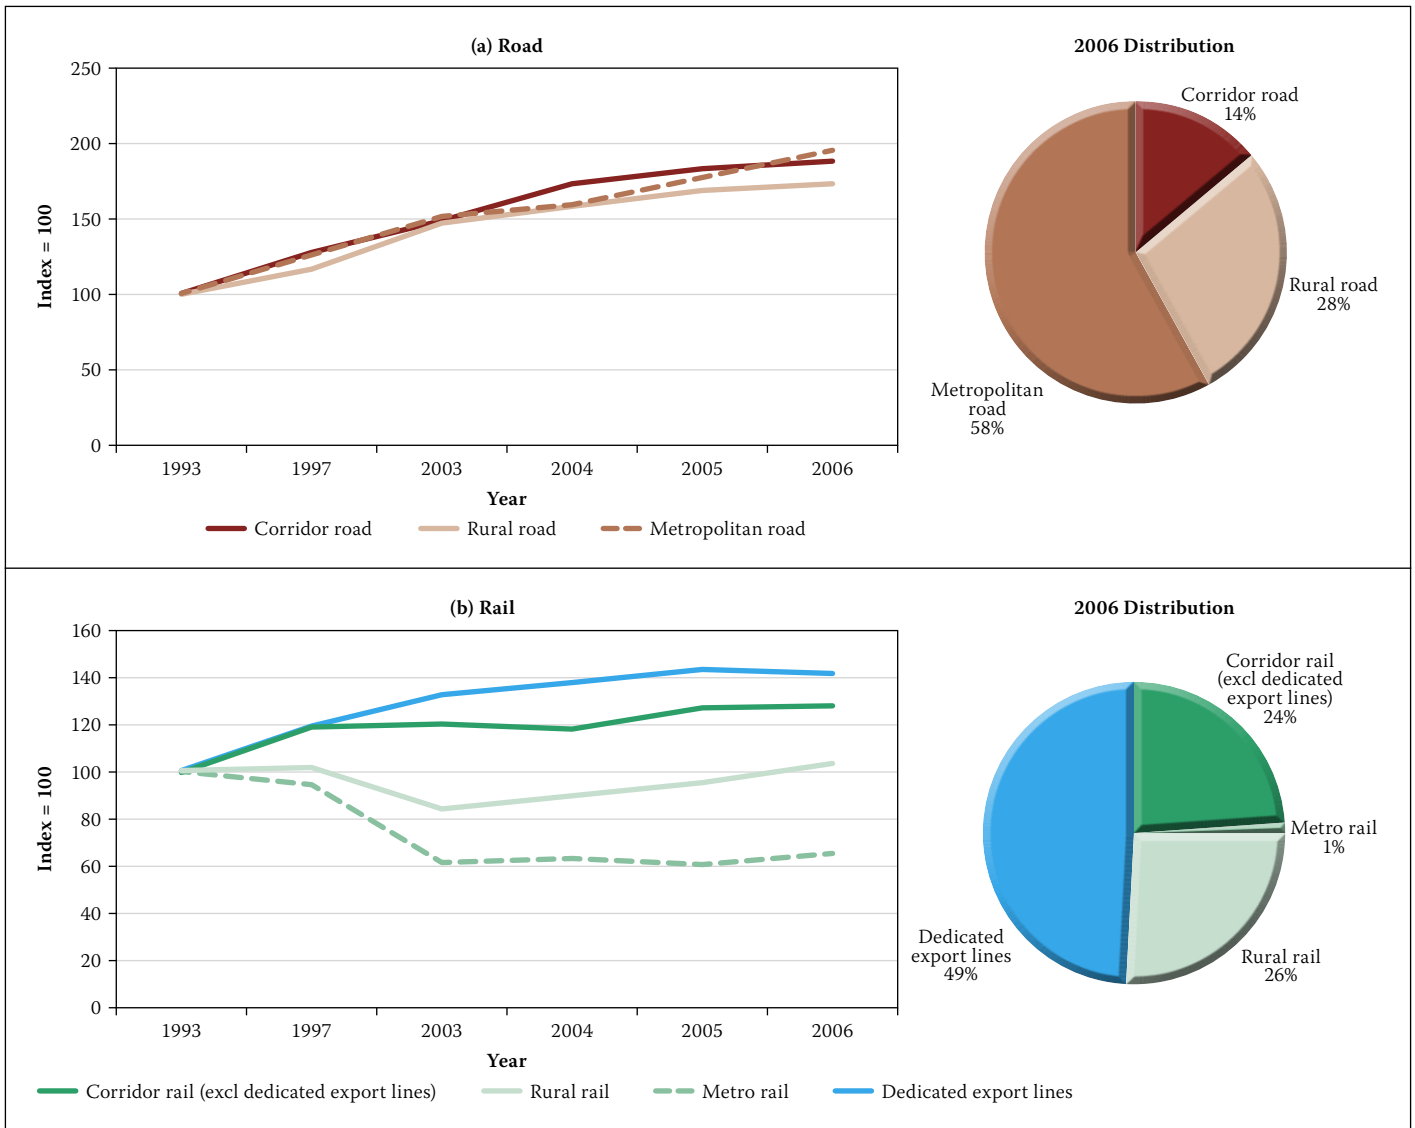 (a) Road
250
200
150
100
50
0
Index = 100
1993 1997 2003 2004 2005 2006
Year
Corridor road Rural road Metropolitan road
2006 Distribution
Corridor road
14%
Rural road
28%
Metropolitan
road
58%
(b) Rail
160
140
120
100
80
60
40
20
0
Index = 100
1993 1997 2003 2004 2005 2006
Year
Corridor rail (excl dedicated export lines) Rural rail Metro rail Dedicated export lines
2006 Distribution
Corridor rail
(excl dedicated
export lines)
24%
Metro rail
1%
Rural rail
26%
Dedicated
export lines
49%